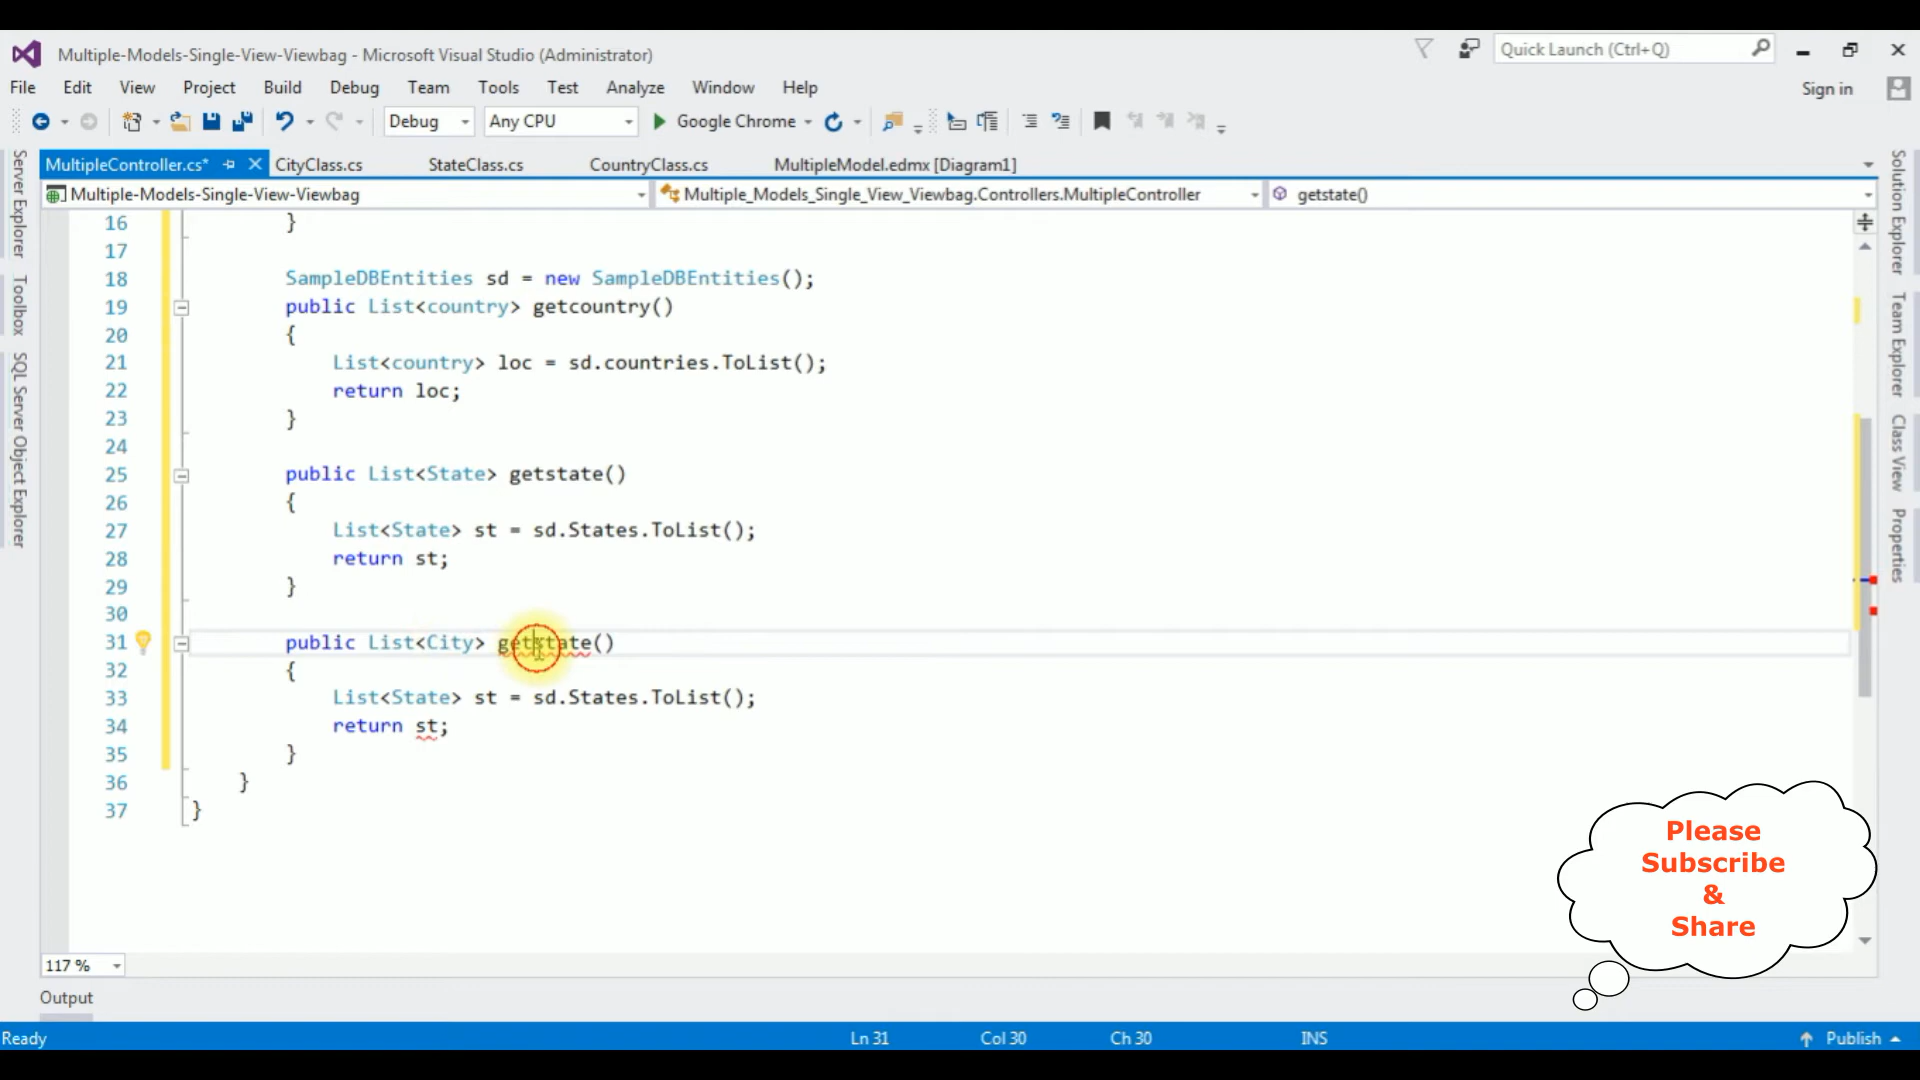 Multiple-Models-Single-View-Viewbag - Microsoft Visual Studio (Administrator)
Quick Launch (Ctrl+Q)
File Edit View Project Build Debug Team Tools Test Analyze Window Help
Sign in
Debug Any CPU Google Chrome
MultipleController.cs* CityClass.cs StateClass.cs CountryClass.cs MultipleModel.edmx [Diagram1]
Multiple-Models-Single-View-Viewbag Multiple_Models_Single_View_Viewbag.Controllers.MultipleController getstate()
Server Explorer
Toolbox
SQL Server Object Explorer
16 }
17
18 SampleDBEntities sd = new SampleDBEntities();
19 public List<country> getcountry()
20 {
21 List<country> loc = sd.countries.ToList();
22 return loc;
23 }
24
25 public List<State> getstate()
26 {
27 List<State> st = sd.States.ToList();
28 return st;
29 }
30
31 public List<City> getstate()
32 {
33 List<State> st = sd.States.ToList();
34 return st;
35 }
36 }
37 }
Solution Explorer
Team Explorer
Class View
Properties
Please
Subscribe
&
Share
117 %
Output
Ready Ln 31 Col 30 Ch 30 INS Publish